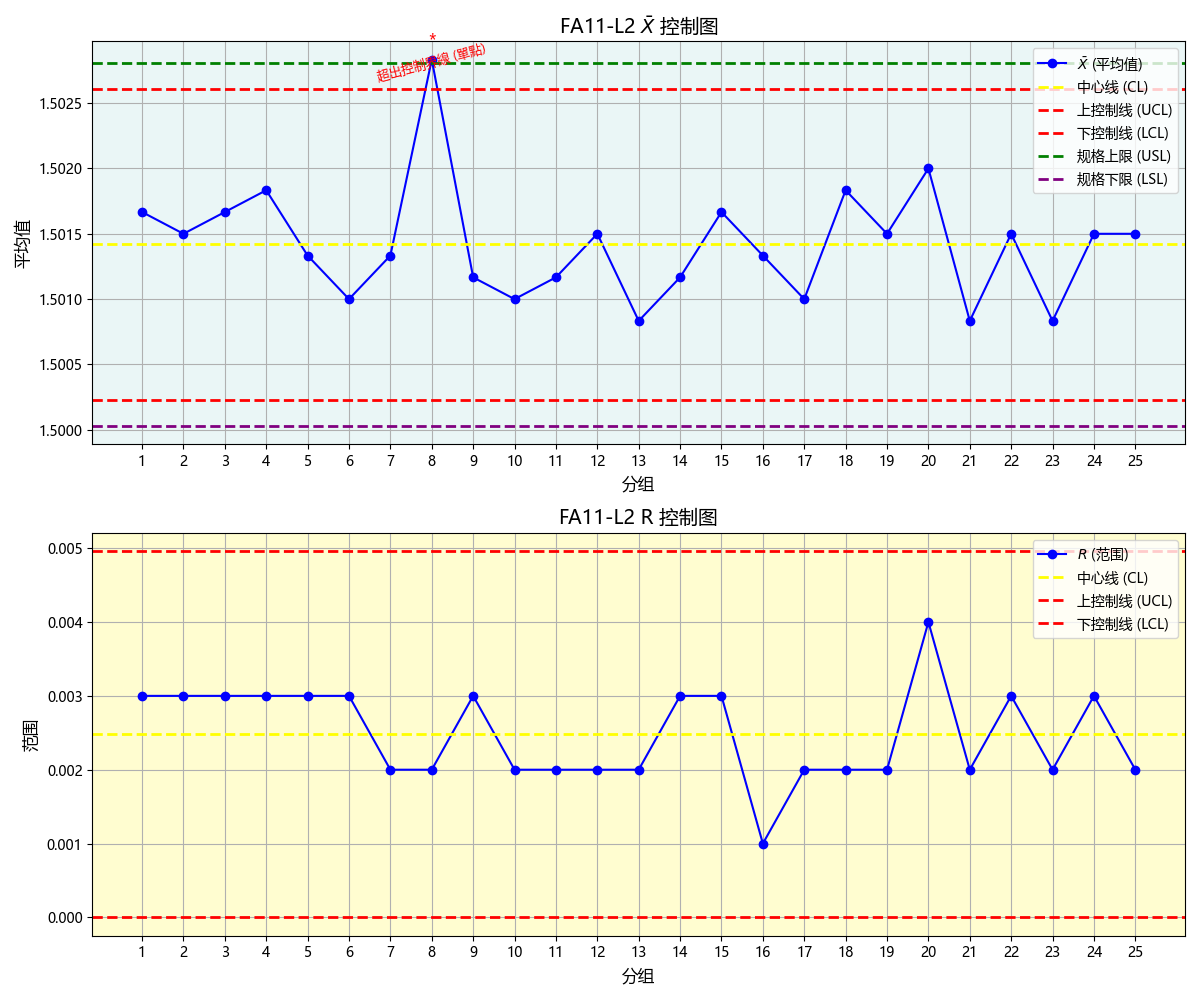 FA11-L2 X̄ 控制图
*
超出控制界線 (單點)
X̄ (平均值)
中心线 (CL)
上控制线 (UCL)
下控制线 (LCL)
规格上限 (USL)
规格下限 (LSL)
平均值
1.5025
1.5020
1.5015
1.5010
1.5005
1.5000
1 2 3 4 5 6 7 8 9 10 11 12 13 14 15 16 17 18 19 20 21 22 23 24 25
分组
FA11-L2 R 控制图
R (范围)
中心线 (CL)
上控制线 (UCL)
下控制线 (LCL)
范围
0.005
0.004
0.003
0.002
0.001
0.000
1 2 3 4 5 6 7 8 9 10 11 12 13 14 15 16 17 18 19 20 21 22 23 24 25
分组